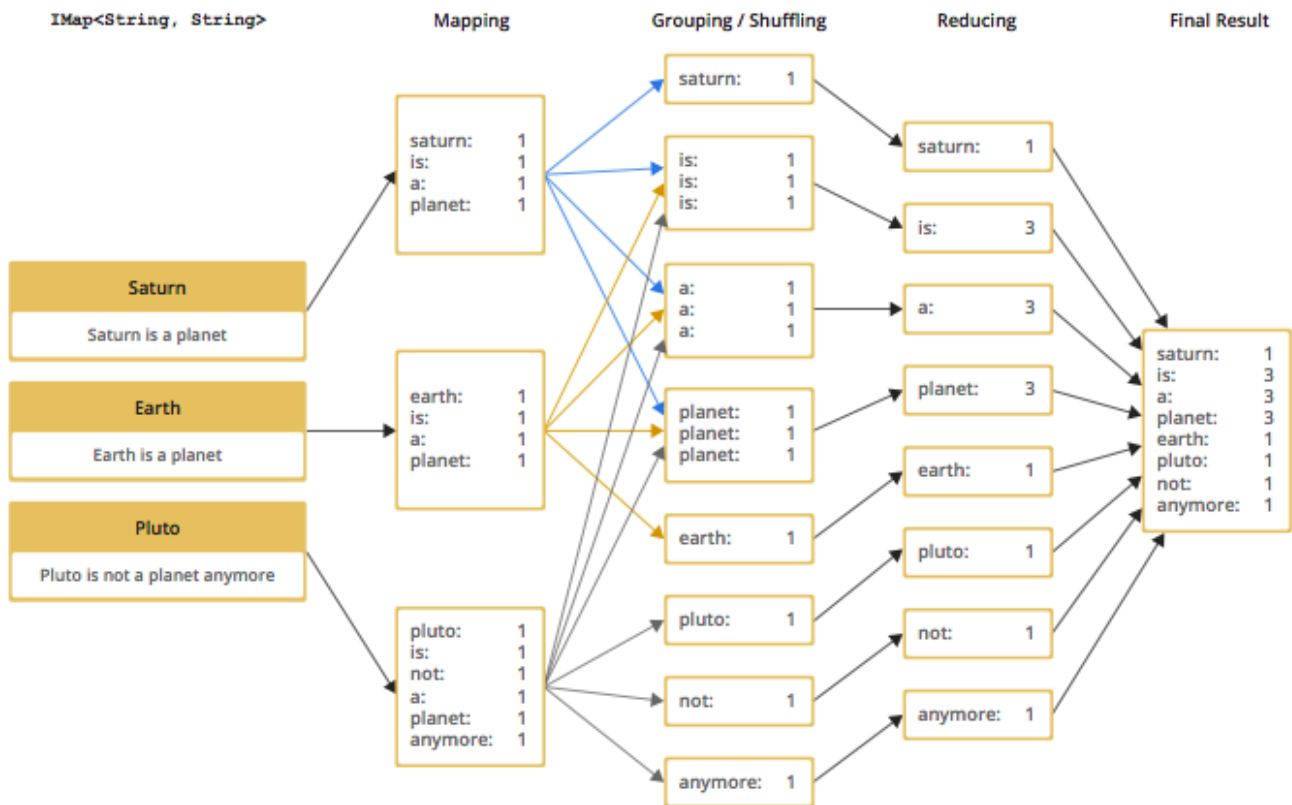 IMap<String, String>
Mapping
Grouping / Shuffling
Reducing
Final Result
Saturn
Saturn is a planet
Earth
Earth is a planet
Pluto
Pluto is not a planet anymore
saturn: 1
is: 1
a: 1
planet: 1
earth: 1
is: 1
a: 1
planet: 1
pluto: 1
is: 1
not: 1
a: 1
planet: 1
anymore: 1
saturn: 1
is: 1
is: 1
is: 1
a: 1
a: 1
a: 1
planet: 1
planet: 1
planet: 1
earth: 1
pluto: 1
not: 1
anymore: 1
saturn: 1
is: 3
a: 3
planet: 3
earth: 1
pluto: 1
not: 1
anymore: 1
saturn: 1
is: 3
a: 3
planet: 3
earth: 1
pluto: 1
not: 1
anymore: 1